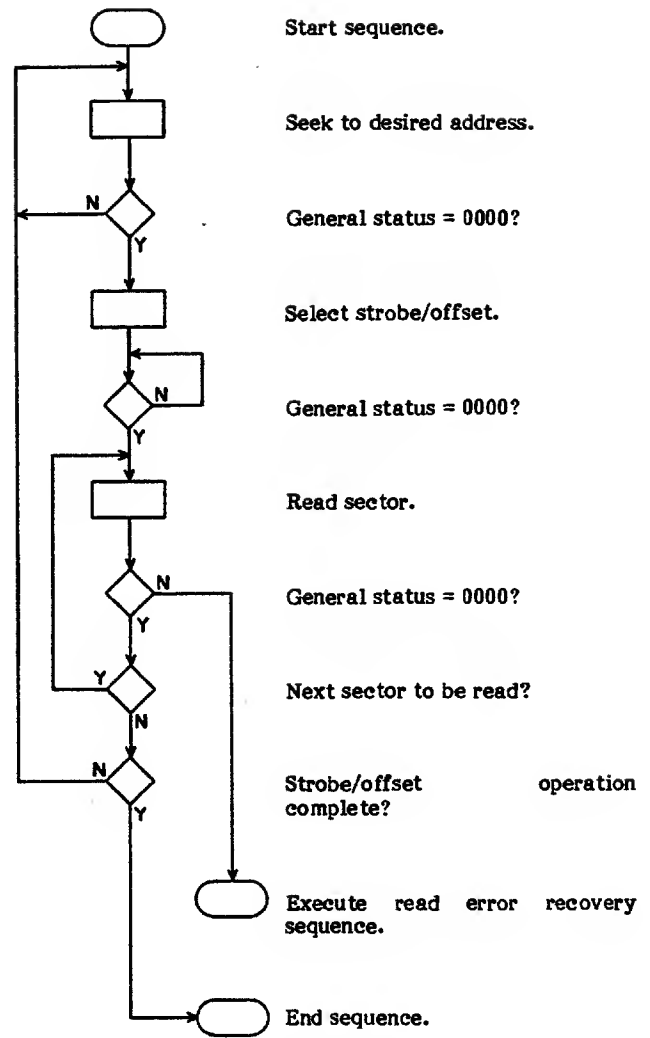 Start sequence.
Seek to desired address.
N
General status = 0000?
Y
Select strobe/offset.
N
General status = 0000?
Y
Read sector.
N
General status = 0000?
Y
Y
Next sector to be read?
N
N
Strobe/offset operation
complete?
Y
Execute read error recovery
sequence.
End sequence.